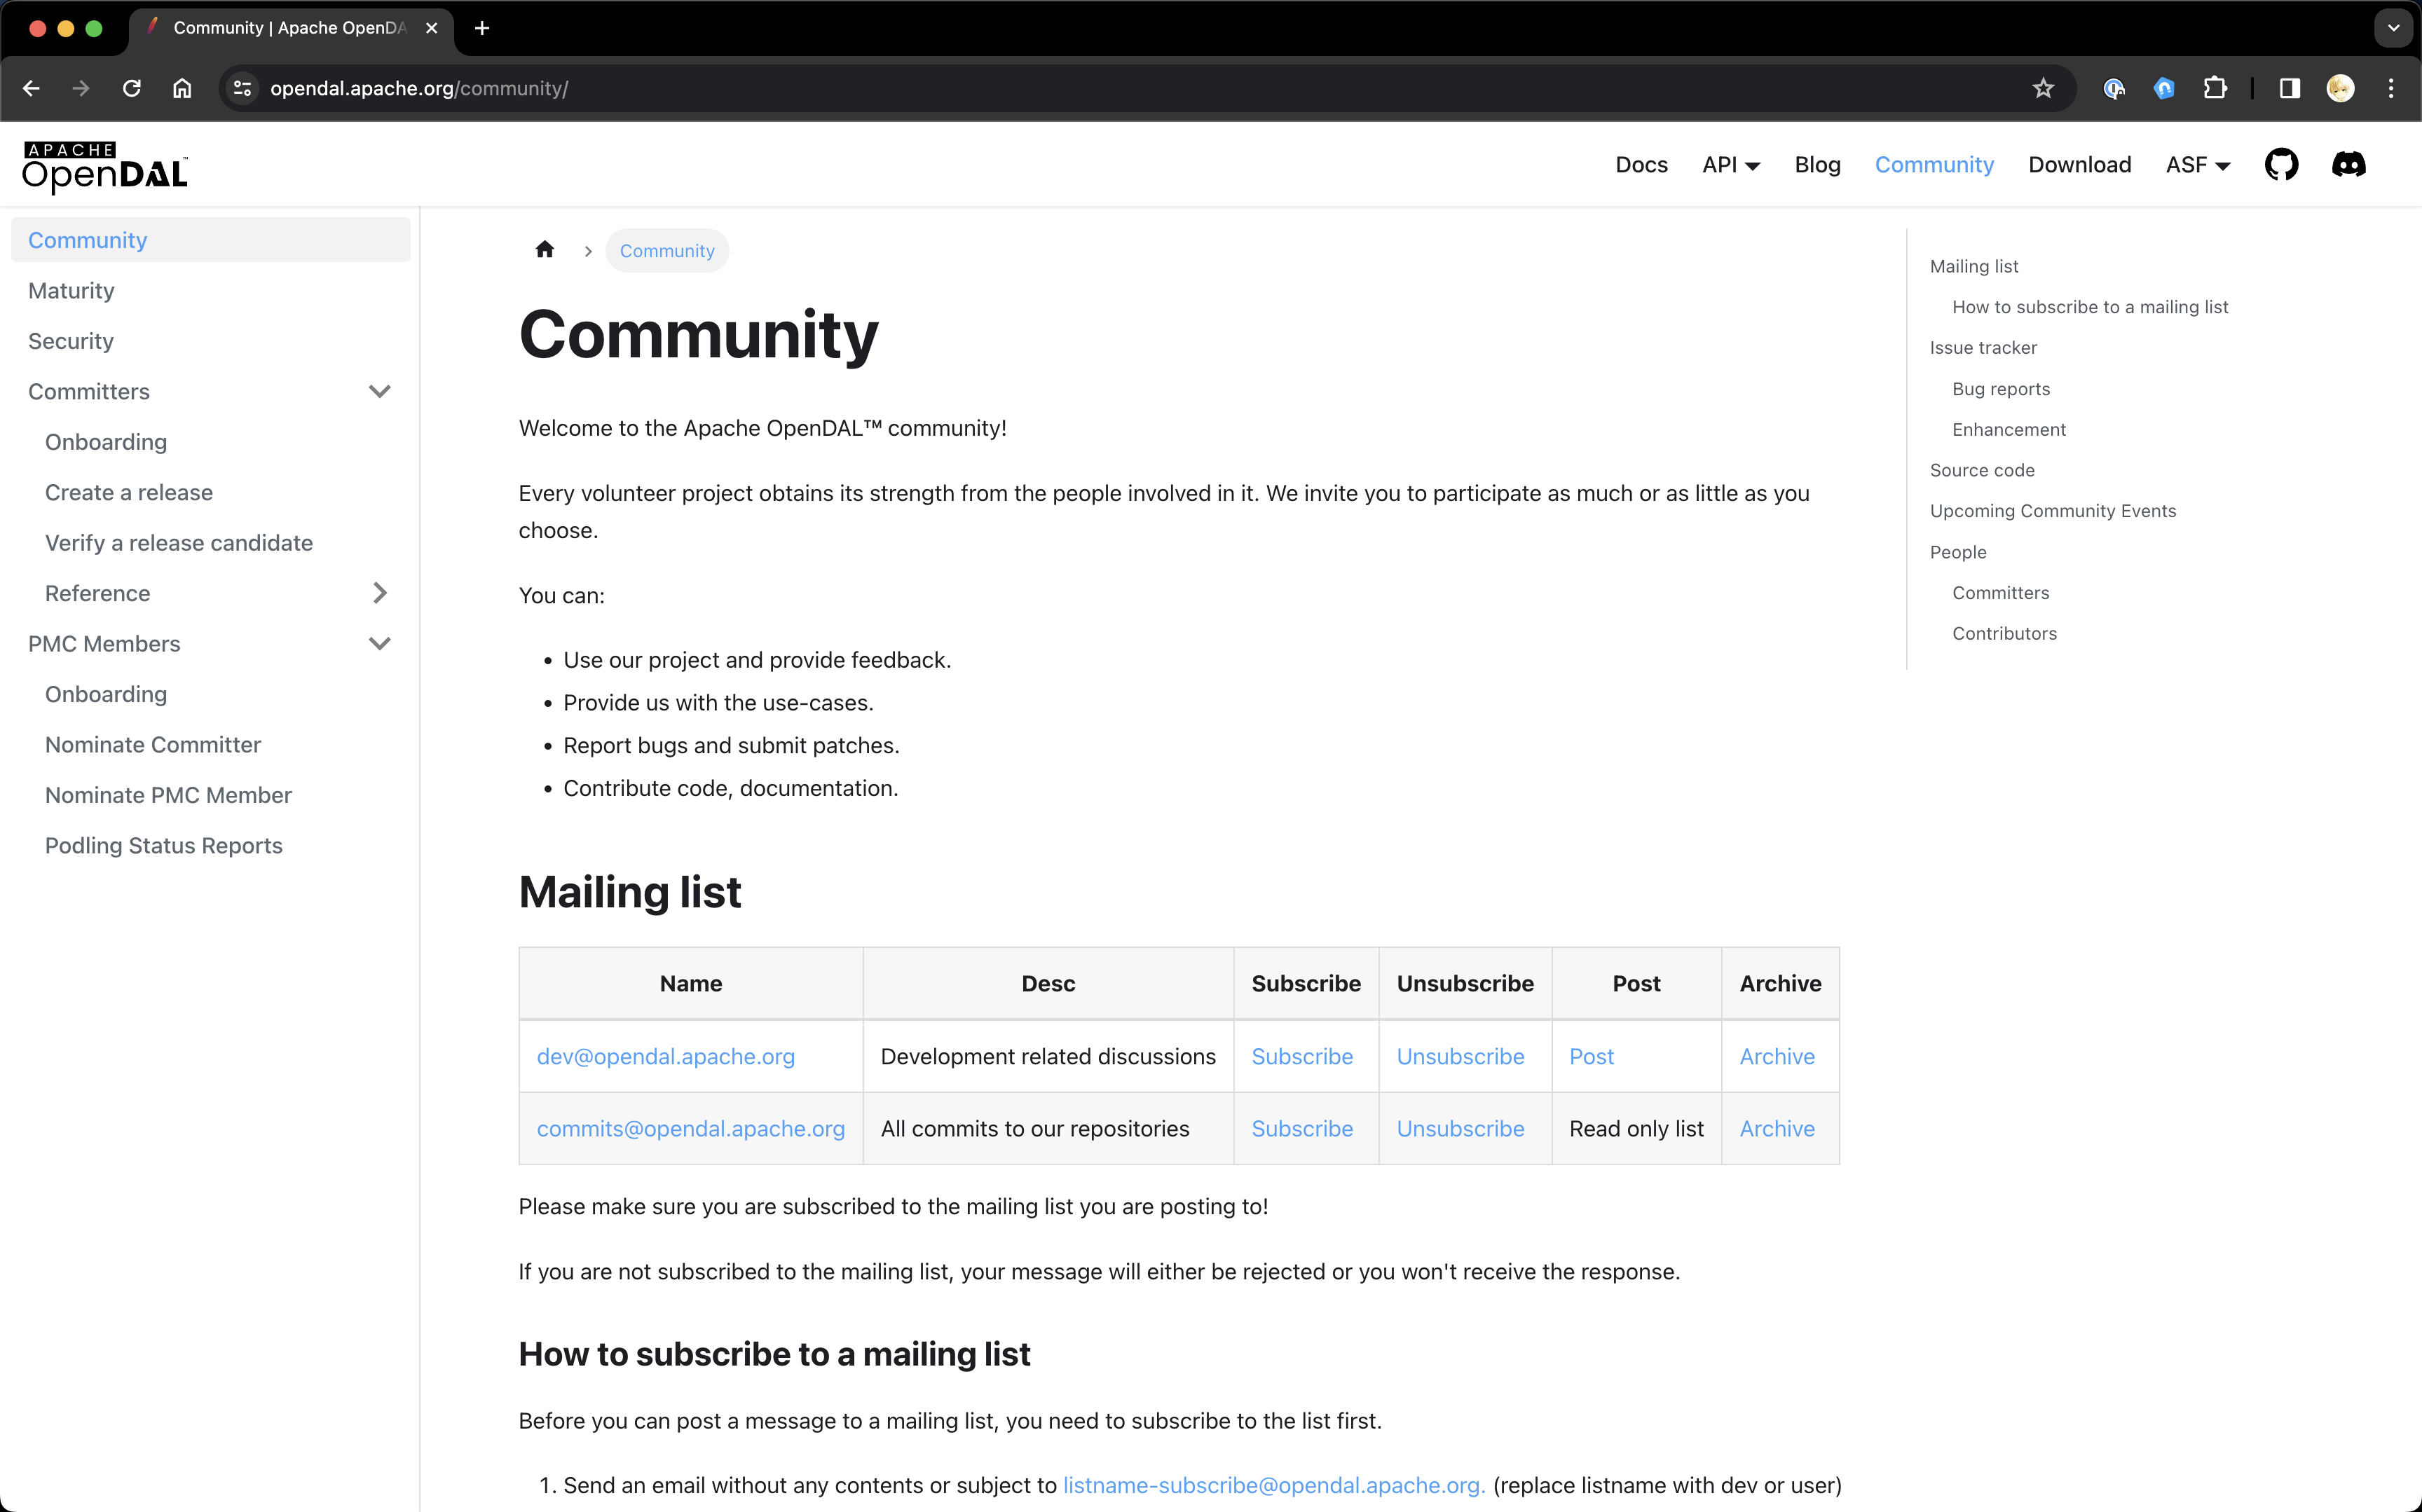 Community | Apache OpenDA
opendal.apache.org/community/
APACHE
OpenDAL™
Docs
API
Blog
Community
Download
ASF
Community
Maturity
Security
Committers
Onboarding
Create a release
Verify a release candidate
Reference
PMC Members
Onboarding
Nominate Committer
Nominate PMC Member
Podling Status Reports
Community
Community
Welcome to the Apache OpenDAL™ community!
Every volunteer project obtains its strength from the people involved in it. We invite you to participate as much or as little as you
choose.
You can:
• Use our project and provide feedback.
• Provide us with the use-cases.
• Report bugs and submit patches.
• Contribute code, documentation.
Mailing list
Name Desc Subscribe Unsubscribe Post Archive
dev@opendal.apache.org Development related discussions Subscribe Unsubscribe Post Archive
commits@opendal.apache.org All commits to our repositories Subscribe Unsubscribe Read only list Archive
Please make sure you are subscribed to the mailing list you are posting to!
If you are not subscribed to the mailing list, your message will either be rejected or you won't receive the response.
How to subscribe to a mailing list
Before you can post a message to a mailing list, you need to subscribe to the list first.
1. Send an email without any contents or subject to listname-subscribe@opendal.apache.org. (replace listname with dev or user)
Mailing list
How to subscribe to a mailing list
Issue tracker
Bug reports
Enhancement
Source code
Upcoming Community Events
People
Committers
Contributors